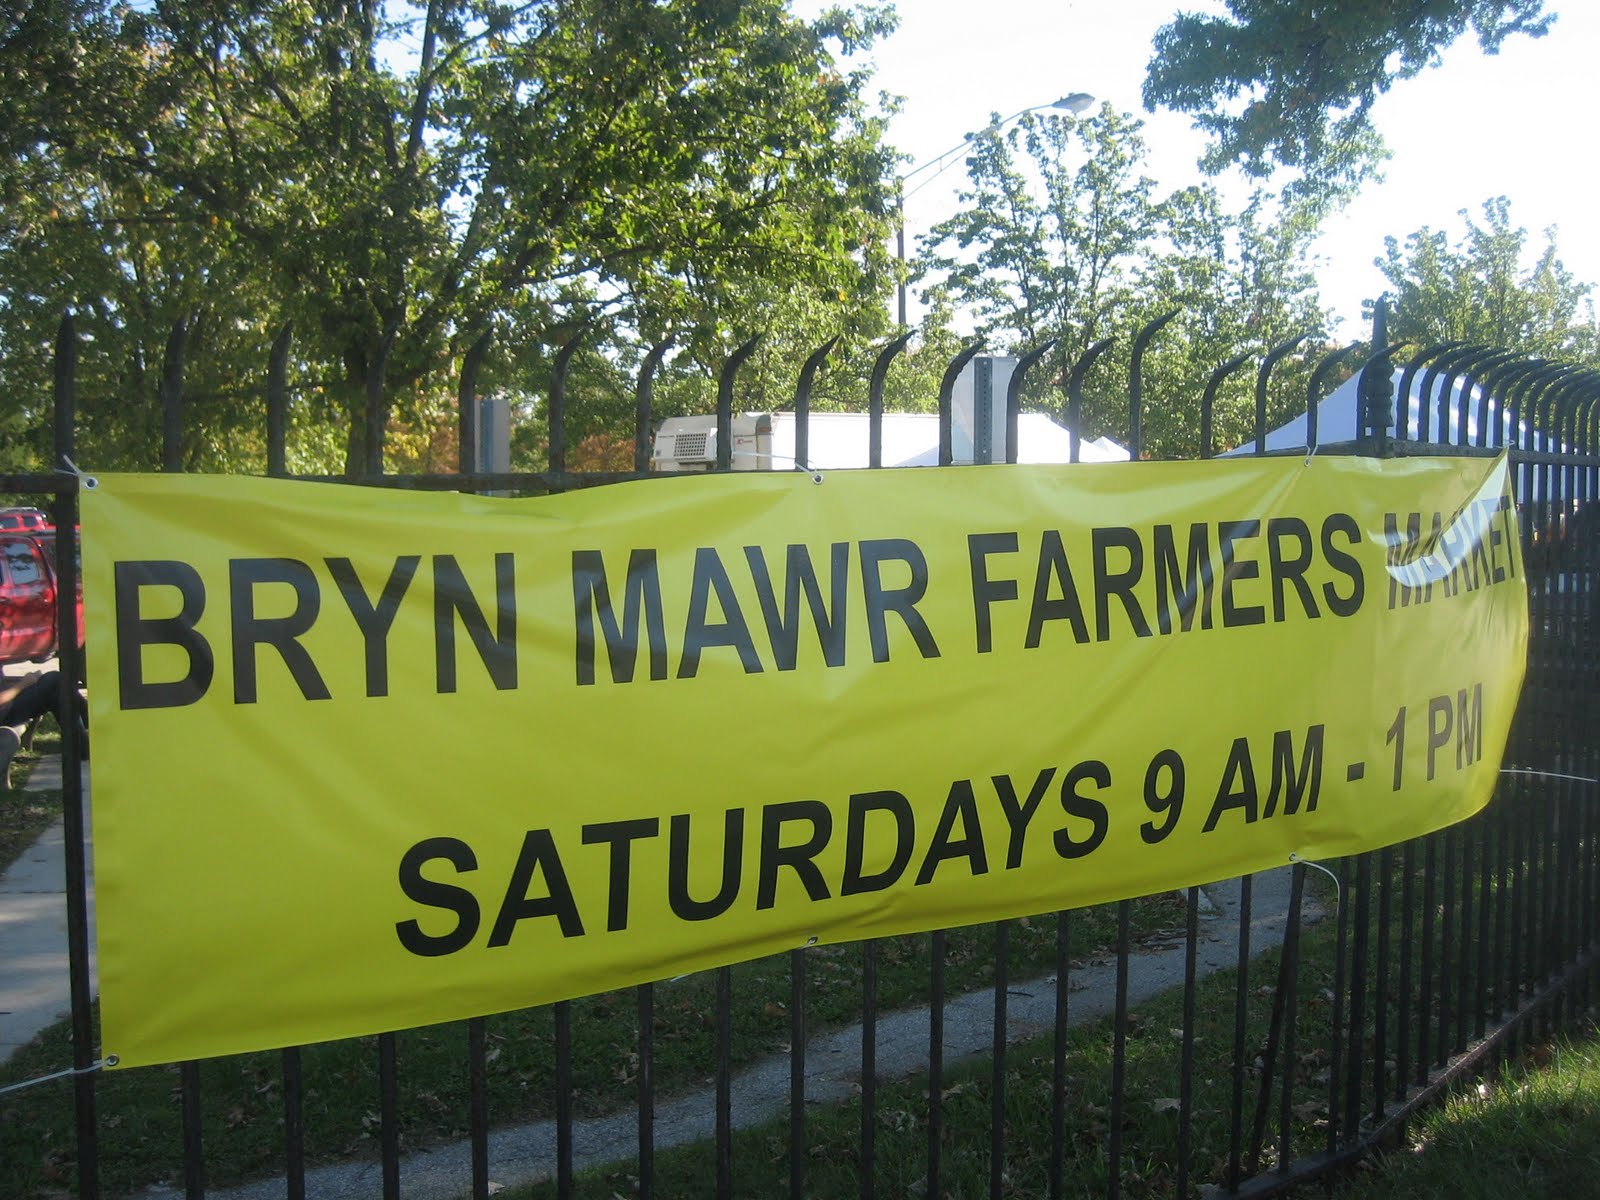 BRYN MAWR FARMERS MARKET
SATURDAYS 9 AM - 1 PM